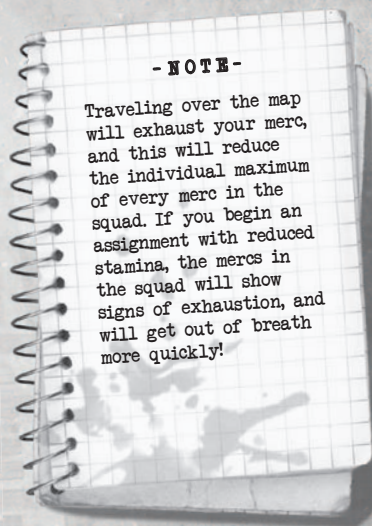 -NOTE-
Traveling over the map
will exhaust your merc,
and this will reduce
the individual maximum
of every merc in the
squad. If you begin an
assignment with reduced
stamina, the mercs in
the squad will show
signs of exhaustion, and
will get out of breath
more quickly!